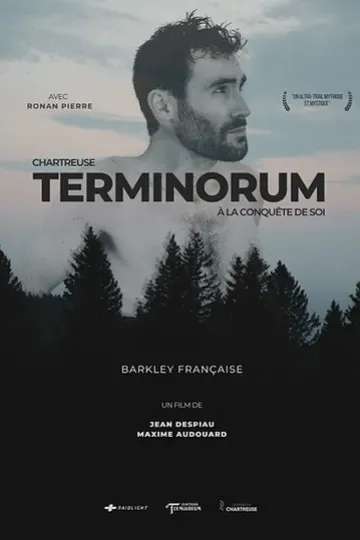 AVEC
RONAN PIERRE
"UN ULTRA-TRAIL MYTHIQUE
ET MYSTIQUE"
CHARTREUSE
TERMINORUM
À LA CONQUÊTE DE SOI
BARKLEY FRANÇAISE
UN FILM DE
JEAN DESPIAU
MAXIME AUDOUARD
RAIDLIGHT
TERMINORUM
CHARTREUSE